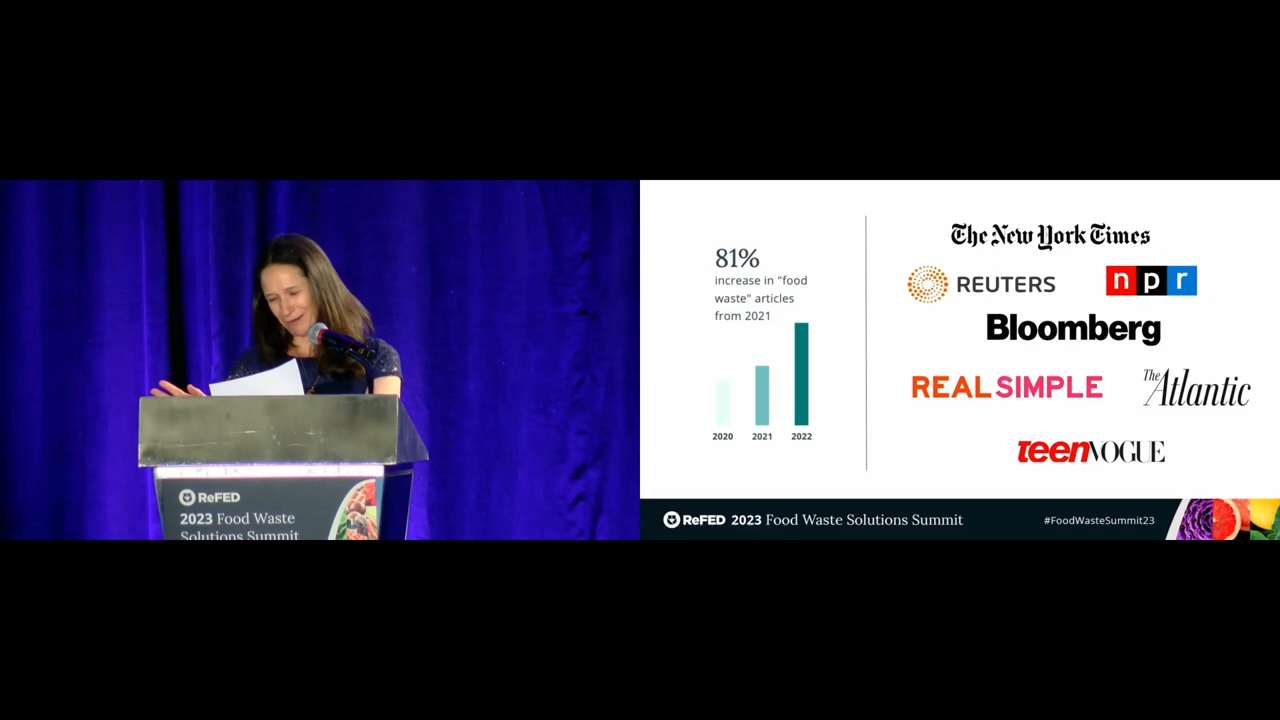 ReFED
2023 Food Waste
Solutions Summit
81%
increase in "food
waste" articles
from 2021
2020 2021 2022
The New York Times
REUTERS
npr
Bloomberg
REAL SIMPLE
The Atlantic
teenVOGUE
ReFED 2023 Food Waste Solutions Summit
#FoodWasteSummit23